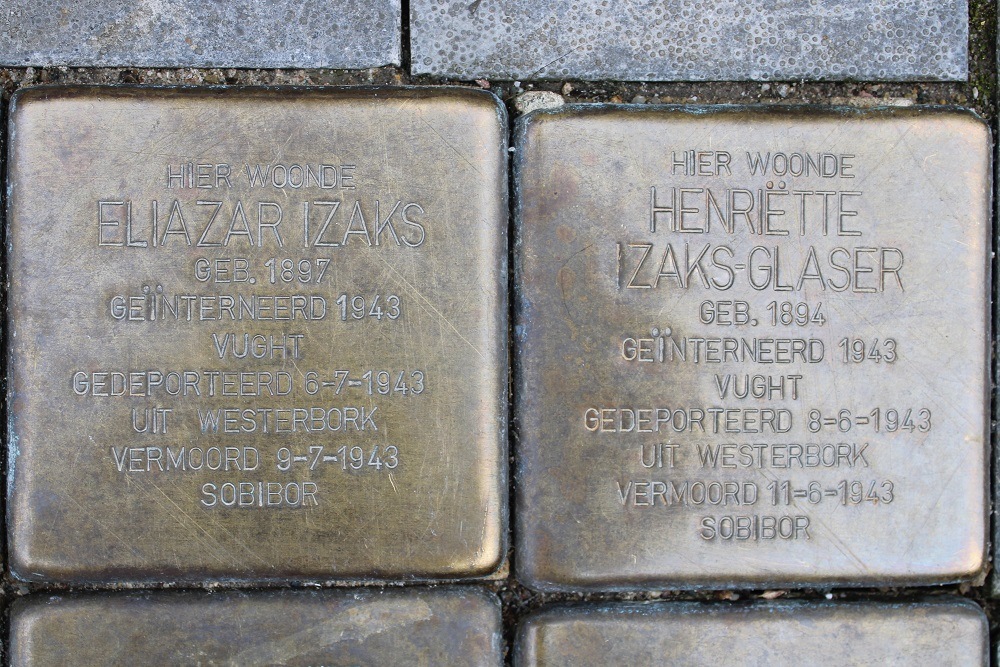 HIER WOONDE
ELIAZAR IZAKS
GEB. 1897
GEÏNTERNEERD 1943
VUGHT
GEDEPORTEERD 6-7-1943
UIT WESTERBORK
VERMOORD 9-7-1943
SOBIBOR
HIER WOONDE
HENRIËTTE
IZAKS-GLASER
GEB. 1894
GEÏNTERNEERD 1943
VUGHT
GEDEPORTEERD 8-6-1943
UIT WESTERBORK
VERMOORD 11-6-1943
SOBIBOR